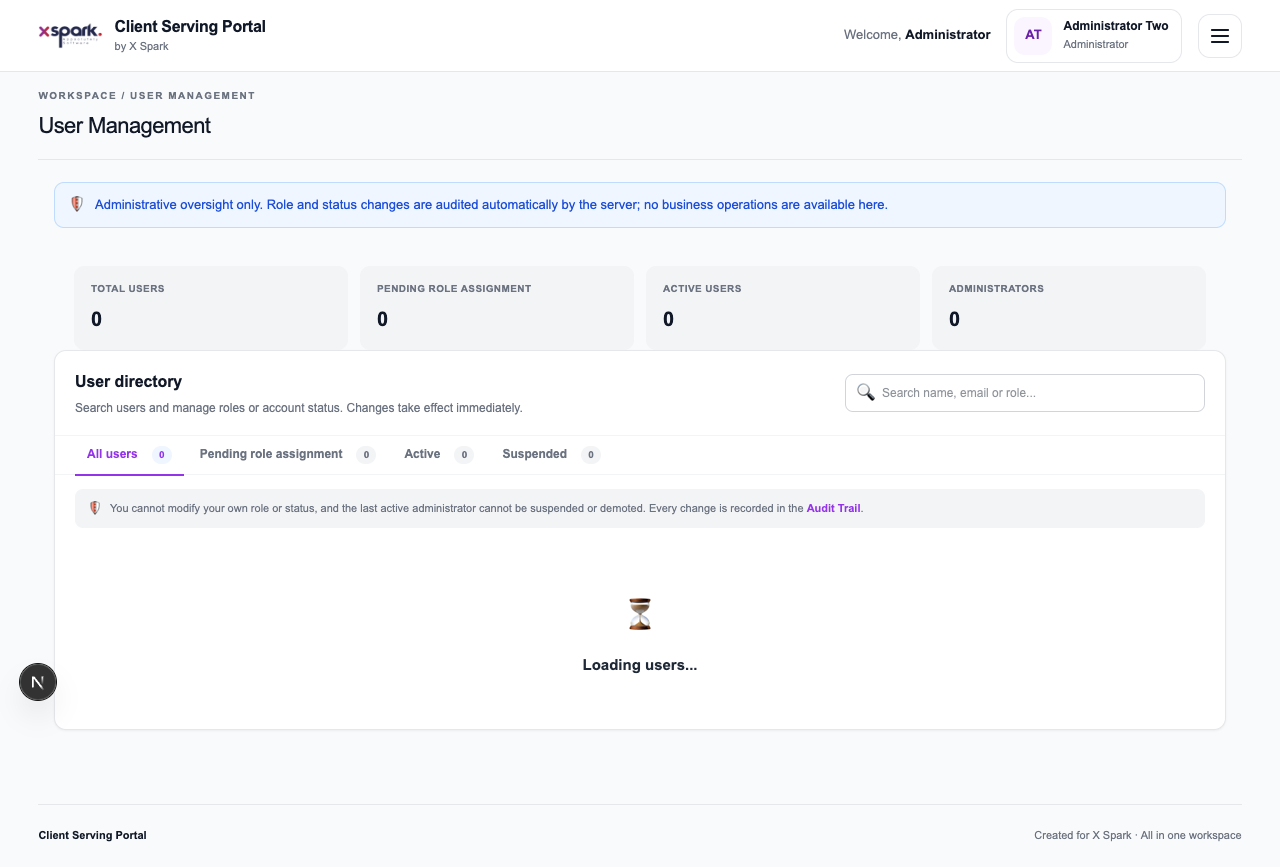 xspark.
Client Serving Portal
by X Spark
Welcome, Administrator
AT
Administrator Two
Administrator
WORKSPACE / USER MANAGEMENT
User Management
Administrative oversight only. Role and status changes are audited automatically by the server; no business operations are available here.
TOTAL USERS
0
PENDING ROLE ASSIGNMENT
0
ACTIVE USERS
0
ADMINISTRATORS
0
User directory
Search users and manage roles or account status. Changes take effect immediately.
Search name, email or role...
All users 0 Pending role assignment 0 Active 0 Suspended 0
You cannot modify your own role or status, and the last active administrator cannot be suspended or demoted. Every change is recorded in the Audit Trail.
Loading users...
N
Client Serving Portal
Created for X Spark · All in one workspace